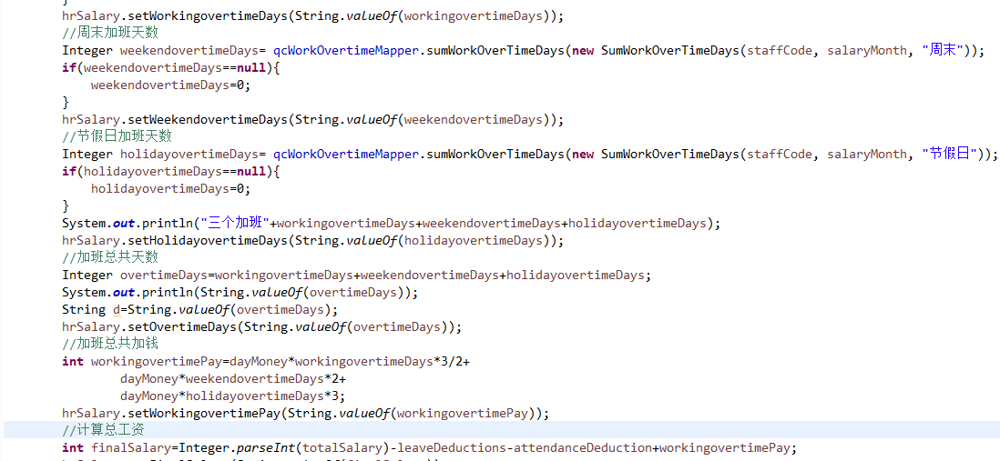 }
hrSalary.setWorkingovertimeDays(String.valueOf(workingovertimeDays));
//周末加班天数
Integer weekendovertimeDays= qcWorkOvertimeMapper.sumWorkOverTimeDays(new SumWorkOverTimeDays(staffCode, salaryMonth, "周末"));
if(weekendovertimeDays==null){
weekendovertimeDays=0;
}
hrSalary.setWeekendovertimeDays(String.valueOf(weekendovertimeDays));
//节假日加班天数
Integer holidayovertimeDays= qcWorkOvertimeMapper.sumWorkOverTimeDays(new SumWorkOverTimeDays(staffCode, salaryMonth, "节假日"));
if(holidayovertimeDays==null){
holidayovertimeDays=0;
}
System.out.println("三个加班"+workingovertimeDays+weekendovertimeDays+holidayovertimeDays);
hrSalary.setHolidayovertimeDays(String.valueOf(holidayovertimeDays));
//加班总共天数
Integer overtimeDays=workingovertimeDays+weekendovertimeDays+holidayovertimeDays;
System.out.println(String.valueOf(overtimeDays));
String d=String.valueOf(overtimeDays);
hrSalary.setOvertimeDays(String.valueOf(overtimeDays));
//加班总共加钱
int workingovertimePay=dayMoney*workingovertimeDays*3/2+
dayMoney*weekendovertimeDays*2+
dayMoney*holidayovertimeDays*3;
hrSalary.setWorkingovertimePay(String.valueOf(workingovertimePay));
//计算总工资
int finalSalary=Integer.parseInt(totalSalary)-leaveDeductions-attendanceDeduction+workingovertimePay;